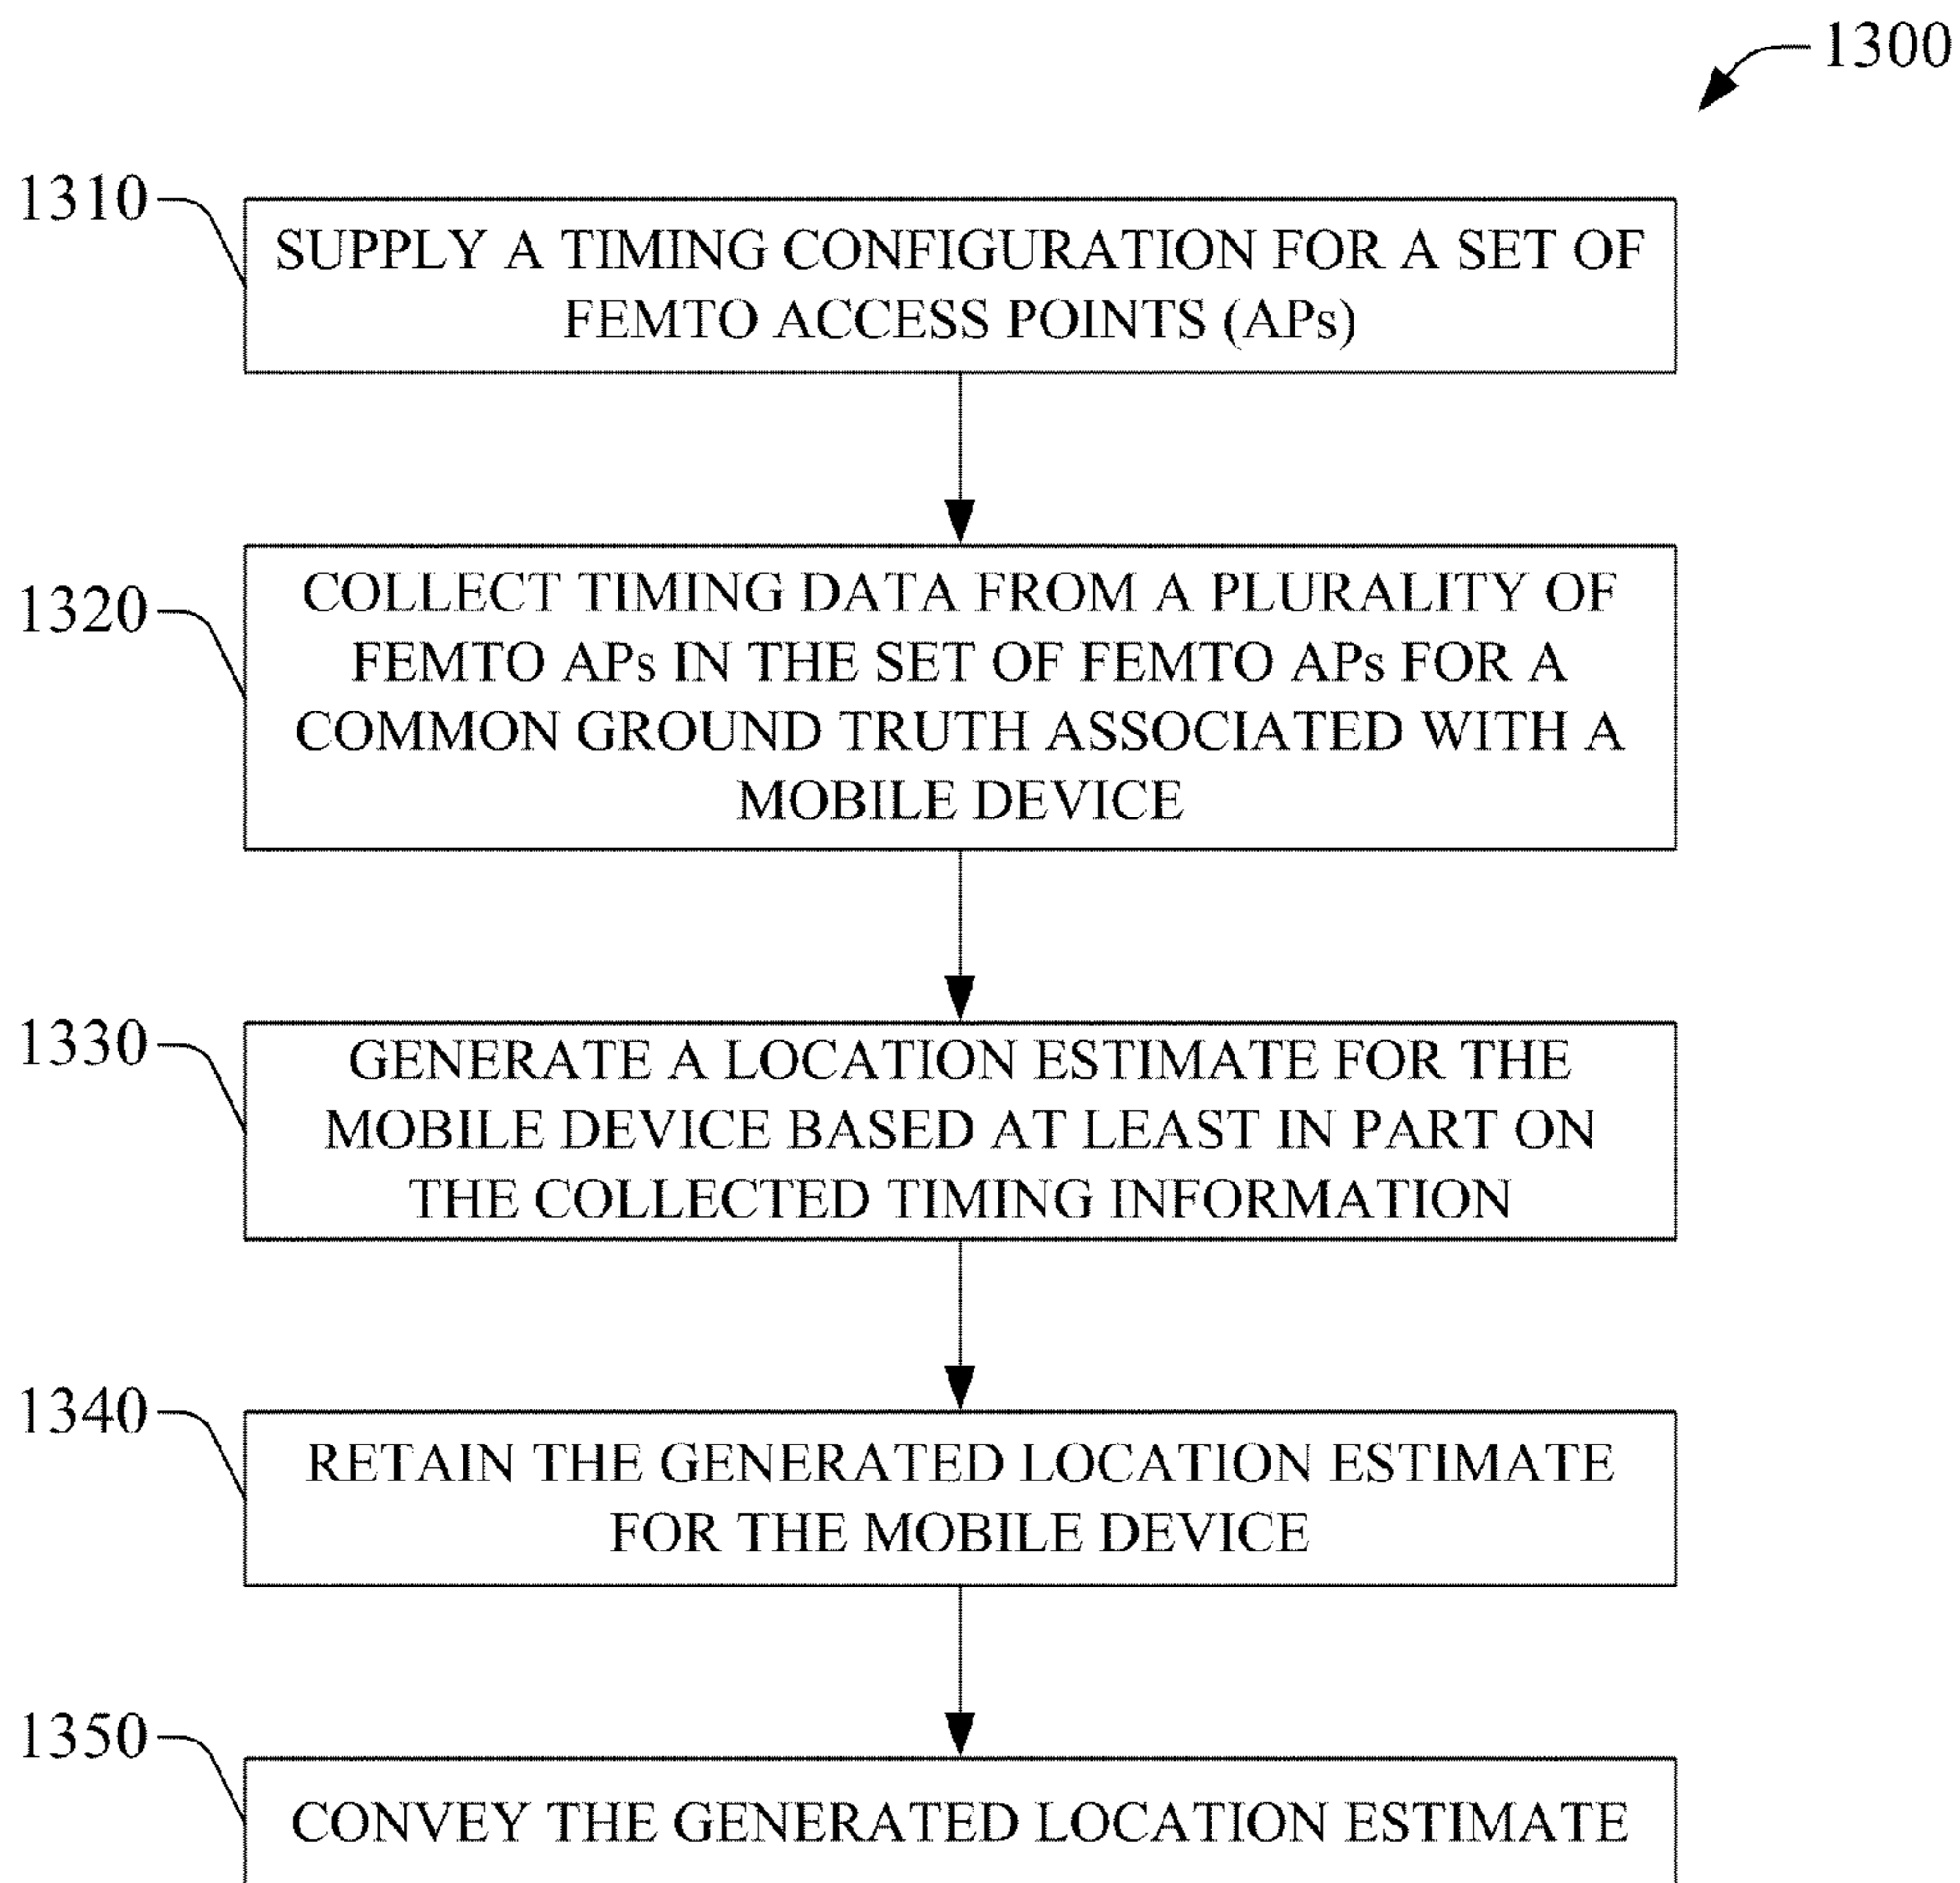 1300
1310
SUPPLY A TIMING CONFIGURATION FOR A SET OF
FEMTO ACCESS POINTS (APs)
1320
COLLECT TIMING DATA FROM A PLURALITY OF
FEMTO APs IN THE SET OF FEMTO APs FOR A
COMMON GROUND TRUTH ASSOCIATED WITH A
MOBILE DEVICE
1330
GENERATE A LOCATION ESTIMATE FOR THE
MOBILE DEVICE BASED AT LEAST IN PART ON
THE COLLECTED TIMING INFORMATION
1340
RETAIN THE GENERATED LOCATION ESTIMATE
FOR THE MOBILE DEVICE
1350
CONVEY THE GENERATED LOCATION ESTIMATE